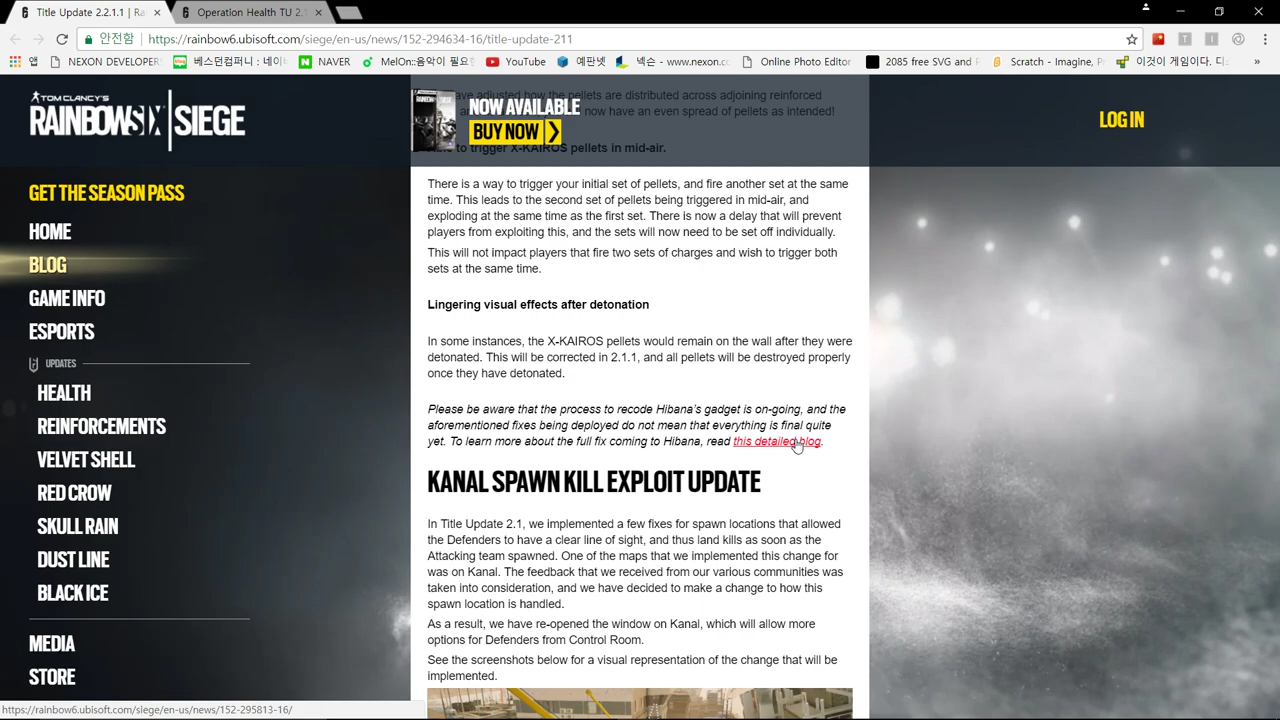 Title Update 2.2.1.1 | Ra
Operation Health TU 2.1
안전함
https://rainbow6.ubisoft.com/siege/en-us/news/152-294634-16/title-update-211
앱
NEXON DEVELOPER
베스던컴퍼니 : 네이
NAVER
MelOn::음악이 필요한
YouTube
예판넷
넥슨 - www.nexon.c
Online Photo Editor
2085 free SVG and P
Scratch - Imagine, Pr
이것이 게임이다. 디스
»
TOM CLANCY'S
RAINBOW SIX | SIEGE
NOW AVAILABLE
BUY NOW
LOG IN
GET THE SEASON PASS
HOME
BLOG
GAME INFO
ESPORTS
UPDATES
HEALTH
REINFORCEMENTS
VELVET SHELL
RED CROW
SKULL RAIN
DUST LINE
BLACK ICE
MEDIA
STORE
have adjusted how the pellets are distributed across adjoining reinforced
now have an even spread of pellets as intended!
to trigger X-KAIROS pellets in mid-air.
There is a way to trigger your initial set of pellets, and fire another set at the same
time. This leads to the second set of pellets being triggered in mid-air, and
exploding at the same time as the first set. There is now a delay that will prevent
players from exploiting this, and the sets will now need to be set off individually.
This will not impact players that fire two sets of charges and wish to trigger both
sets at the same time.
Lingering visual effects after detonation
In some instances, the X-KAIROS pellets would remain on the wall after they were
detonated. This will be corrected in 2.1.1, and all pellets will be destroyed properly
once they have detonated.
Please be aware that the process to recode Hibana's gadget is on-going, and the
aforementioned fixes being deployed do not mean that everything is final quite
yet. To learn more about the full fix coming to Hibana, read this detailed blog.
KANAL SPAWN KILL EXPLOIT UPDATE
In Title Update 2.1, we implemented a few fixes for spawn locations that allowed
the Defenders to have a clear line of sight, and thus land kills as soon as the
Attacking team spawned. One of the maps that we implemented this change for
was on Kanal. The feedback that we received from our various communities was
taken into consideration, and we have decided to make a change to how this
spawn location is handled.
As a result, we have re-opened the window on Kanal, which will allow more
options for Defenders from Control Room.
See the screenshots below for a visual representation of the change that will be
implemented.
https://rainbow6.ubisoft.com/siege/en-us/news/152-295813-16/